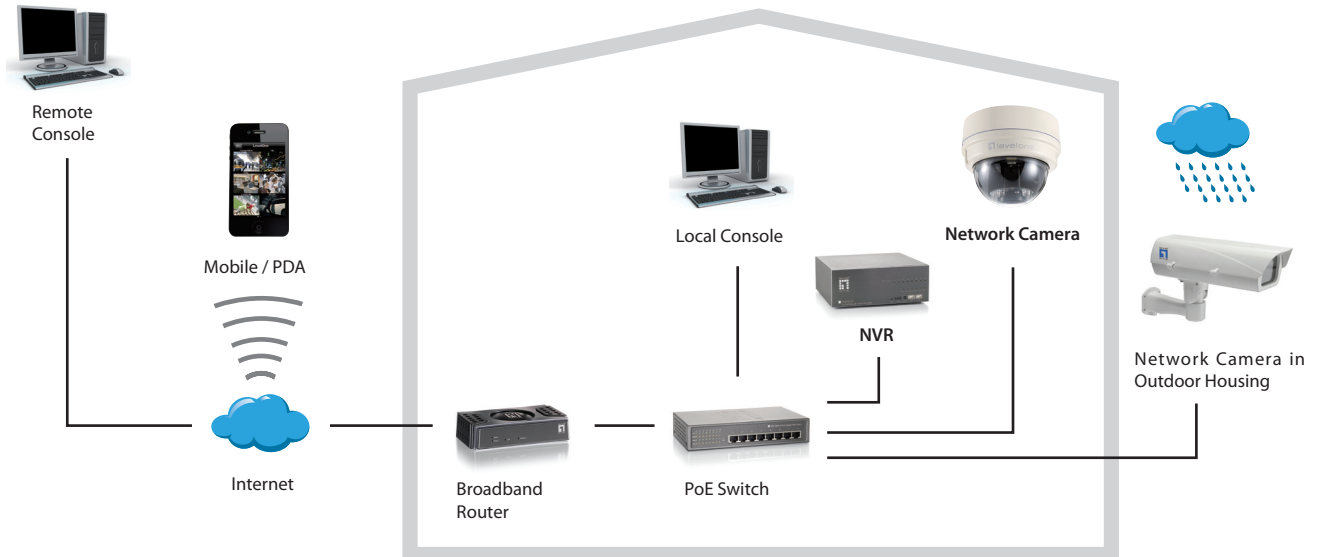 Remote
Console
Mobile / PDA
Internet
Local Console
levelone
Network Camera
NVR
Broadband
Router
PoE Switch
Network Camera in
Outdoor Housing